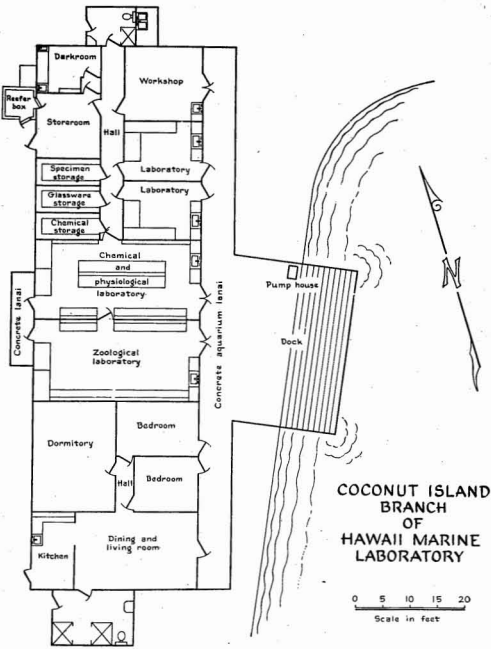 Darkroom
Workshop
Reefer
box
Storeroom
Hall
Specimen
storage
Laboratory
Laboratory
Glassware
storage
Chemical
storage
Chemical
and
physiological
laboratory
Concrete lanai
Concrete aquarium lanai
Pump house
Dock
N
Zoological
laboratory
Dormitory
Bedroom
Hall
Bedroom
Kitchen
Dining and
living room
COCONUT ISLAND
BRANCH
OF
HAWAII MARINE
LABORATORY
0 5 10 15 20
Scale in feet